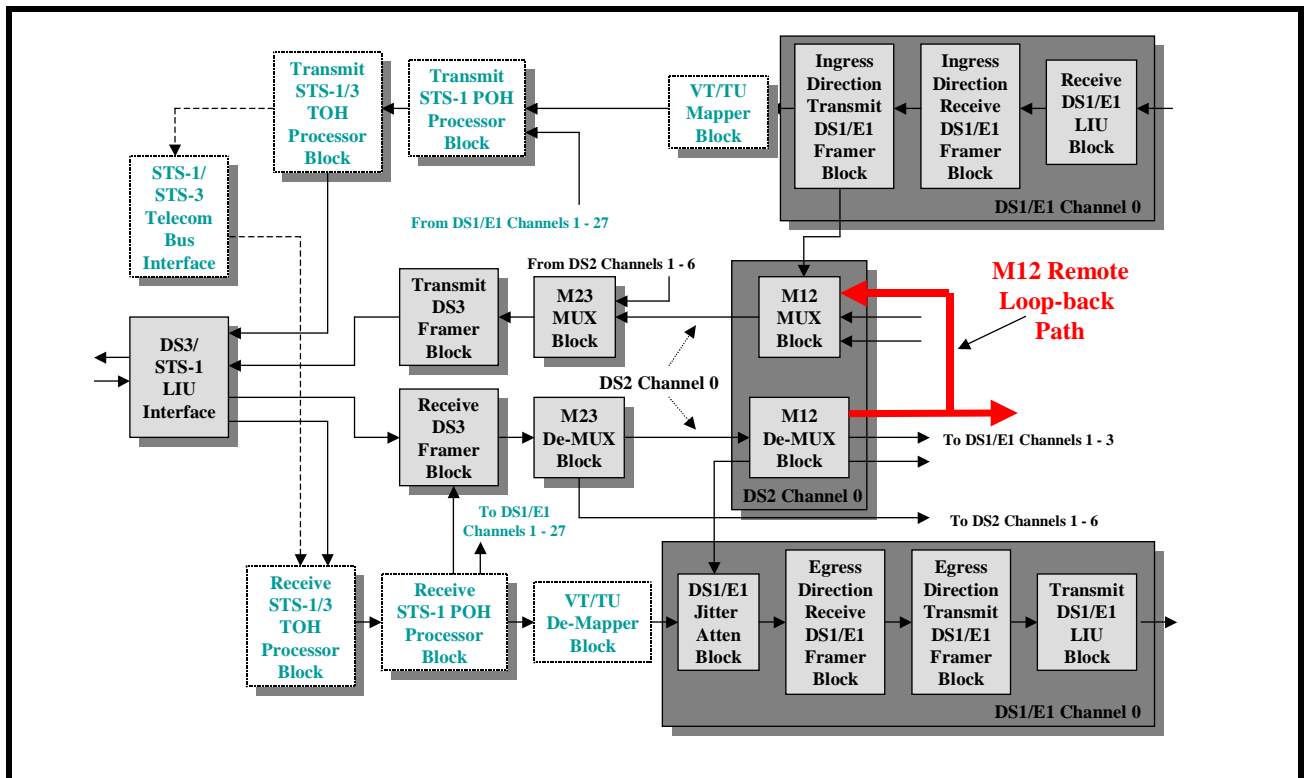 Transmit
STS-1/3
TOH
Processor
Block
Transmit
STS-1 POH
Processor
Block
VT/TU
Mapper
Block
Ingress
Direction
Transmit
DS1/E1
Framer
Block
Ingress
Direction
Receive
DS1/E1
Framer
Block
Receive
DS1/E1
LIU
Block
DS1/E1 Channel 0
STS-1/
STS-3
Telecom
Bus
Interface
From DS1/E1 Channels 1 - 27
From DS2 Channels 1 - 6
Transmit
DS3
Framer
Block
M23
MUX
Block
M12
MUX
Block
M12 Remote
Loop-back
Path
DS3/
STS-1
LIU
Interface
DS2 Channel 0
Receive
DS3
Framer
Block
M23
De-MUX
Block
M12
De-MUX
Block
To DS1/E1 Channels 1 - 3
DS2 Channel 0
To DS1/E1
Channels 1 - 27
To DS2 Channels 1 - 6
Receive
STS-1/3
TOH
Processor
Block
Receive
STS-1 POH
Processor
Block
VT/TU
De-Mapper
Block
DS1/E1
Jitter
Atten
Block
Egress
Direction
Receive
DS1/E1
Framer
Block
Egress
Direction
Transmit
DS1/E1
Framer
Block
Transmit
DS1/E1
LIU
Block
DS1/E1 Channel 0